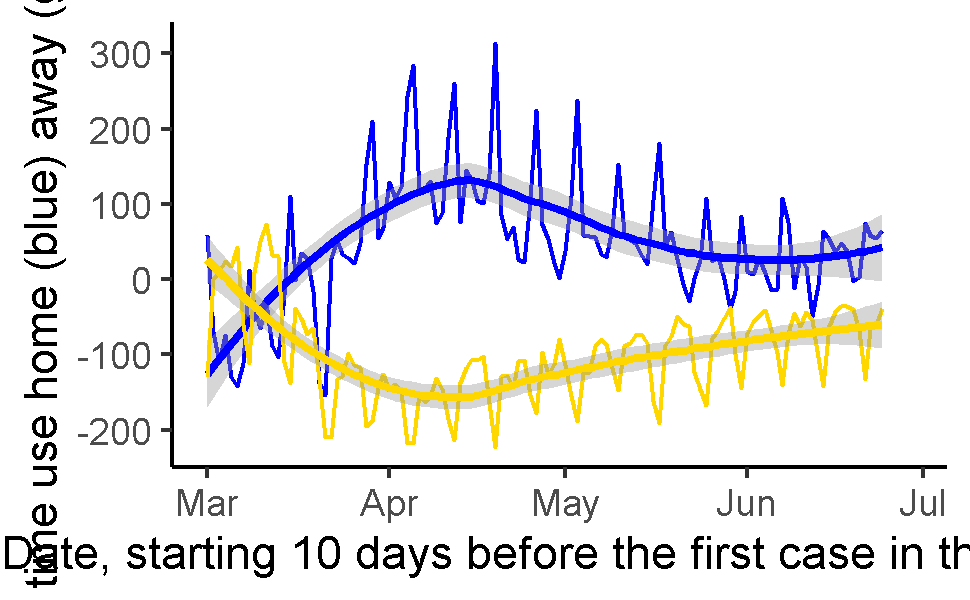 time use home (blue) away (
300
200
100
0
-100
-200
Mar Apr May Jun Jul
Date, starting 10 days before the first case in th